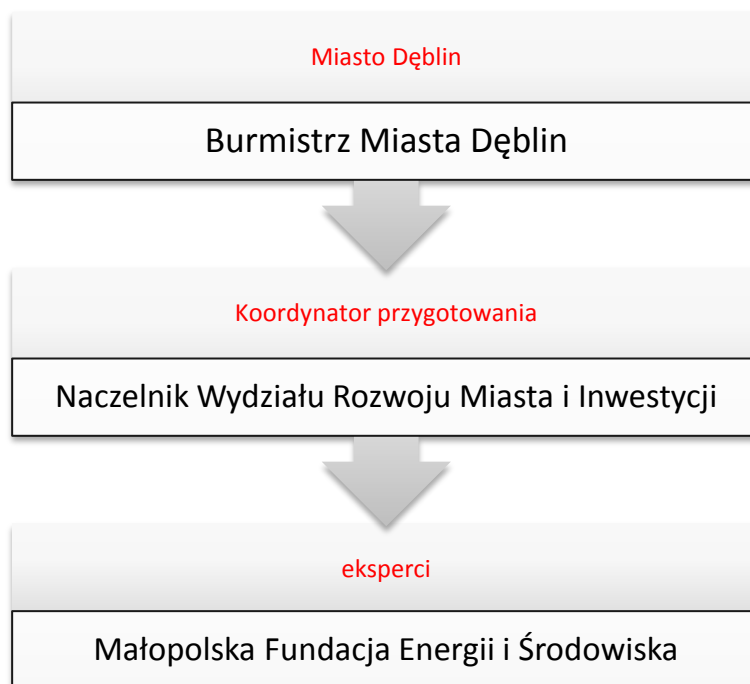 Miasto Dęblin
Burmistrz Miasta Dęblin
Koordynator przygotowania
Naczelnik Wydziału Rozwoju Miasta i Inwestycji
eksperci
Małopolska Fundacja Energii i Środowiska